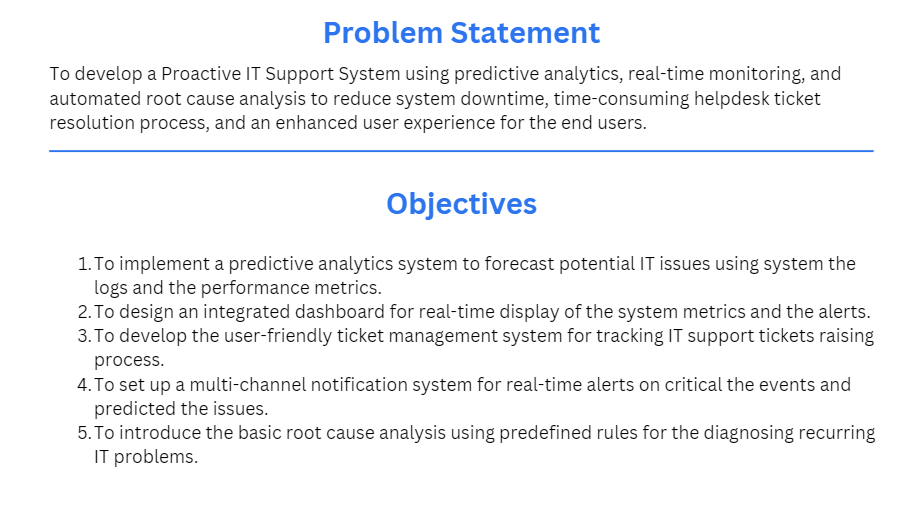 Problem Statement
To develop a Proactive IT Support System using predictive analytics, real-time monitoring, and
automated root cause analysis to reduce system downtime, time-consuming helpdesk ticket
resolution process, and an enhanced user experience for the end users.
Objectives
1. To implement a predictive analytics system to forecast potential IT issues using system the
logs and the performance metrics.
2. To design an integrated dashboard for real-time display of the system metrics and the alerts.
3. To develop the user-friendly ticket management system for tracking IT support tickets raising
process.
4. To set up a multi-channel notification system for real-time alerts on critical the events and
predicted the issues.
5. To introduce the basic root cause analysis using predefined rules for the diagnosing recurring
IT problems.